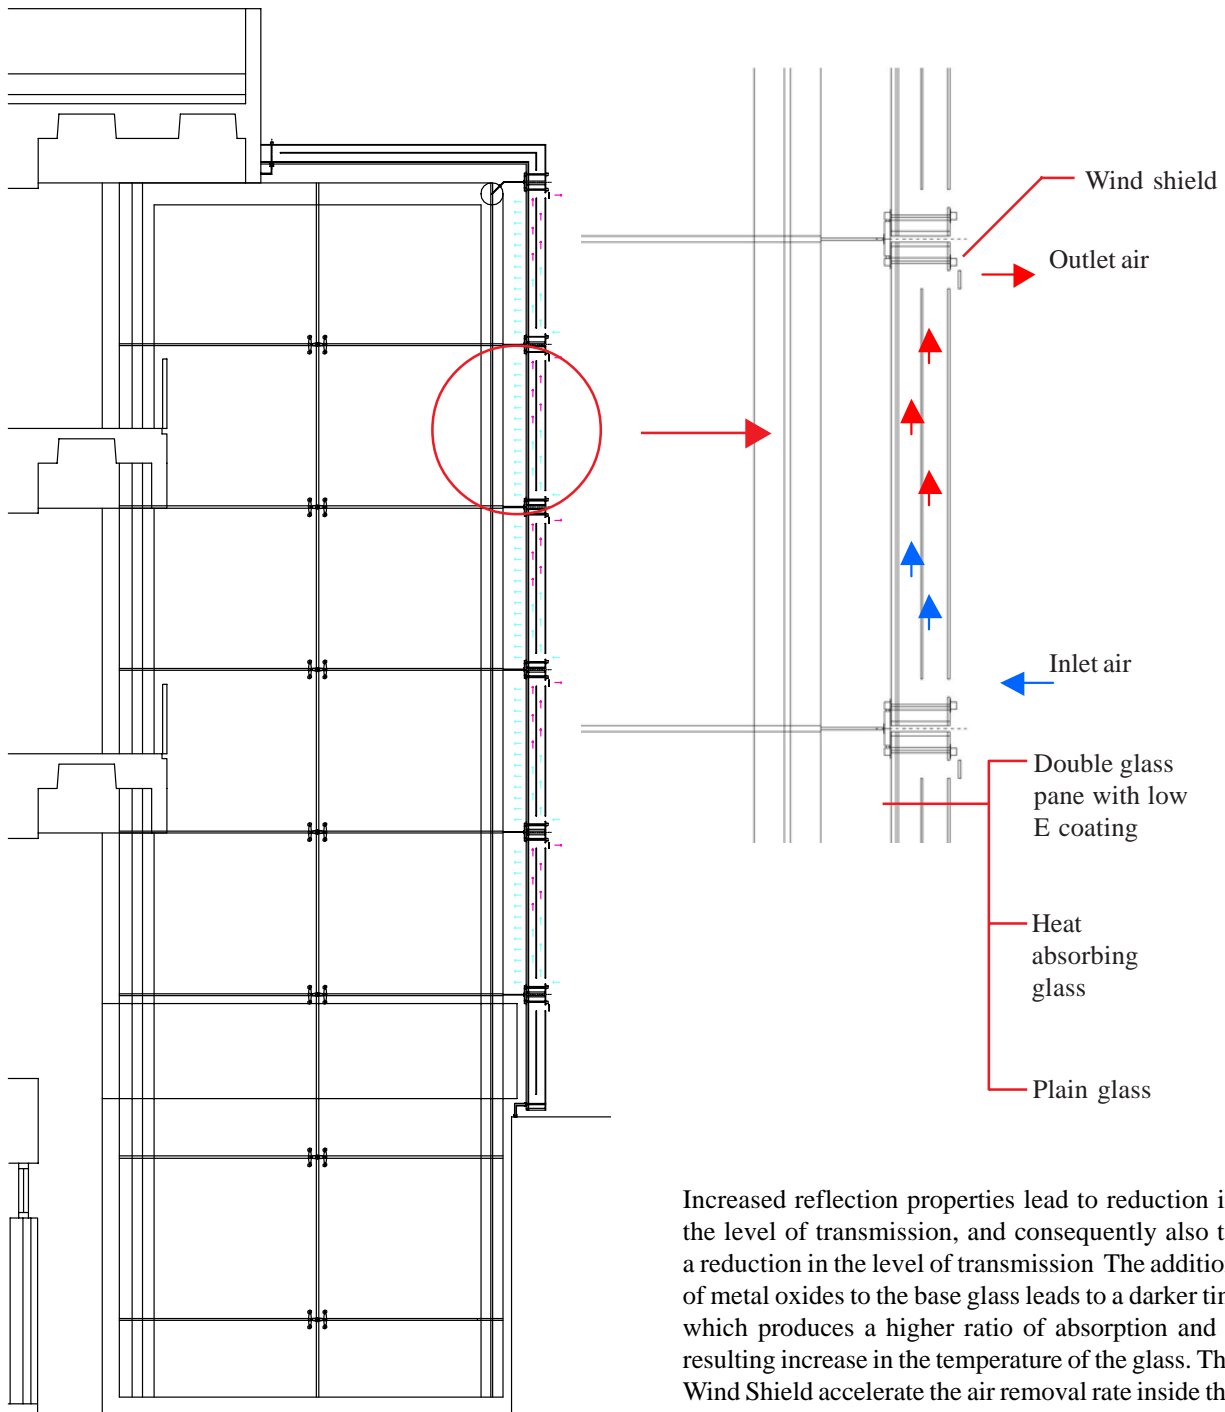 Wind shield
Outlet air
Inlet air
Double glass
pane with low
E coating
Heat
absorbing
glass
Plain glass
Increased reflection properties lead to reduction i
the level of transmission, and consequently also t
a reduction in the level of transmission The additio
of metal oxides to the base glass leads to a darker tin
which produces a higher ratio of absorption and
resulting increase in the temperature of the glass. Th
Wind Shield accelerate the air removal rate inside th